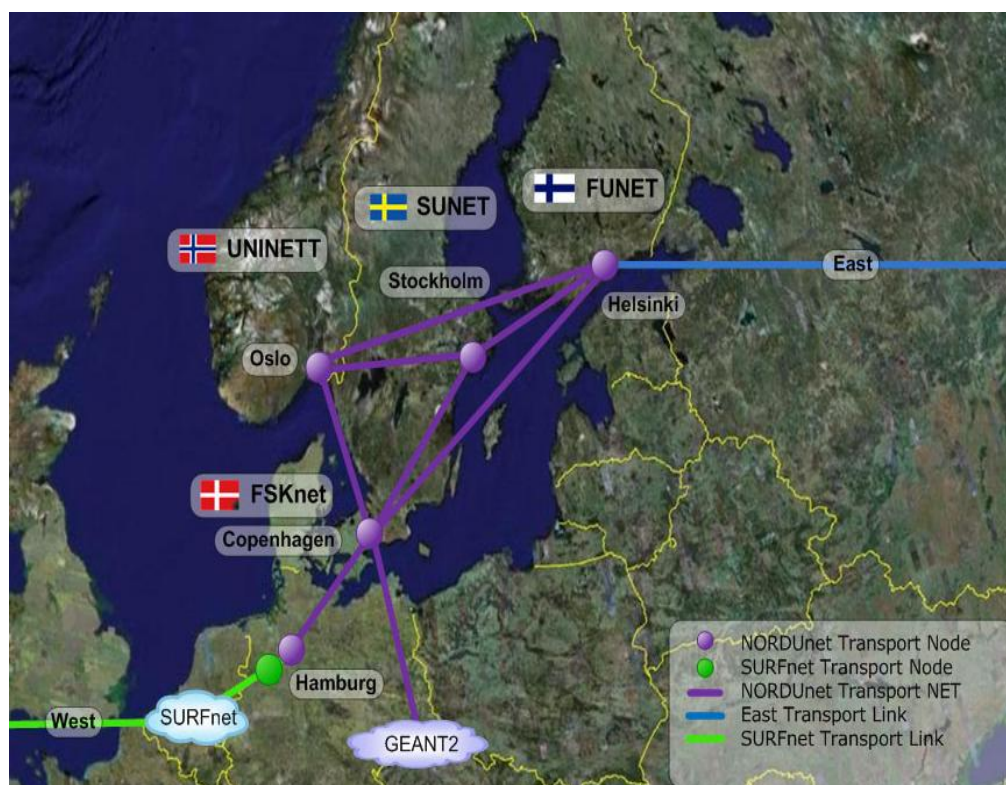 FUNET
SUNET
UNINETT
East
Stockholm
Helsinki
Oslo
FSKnet
Copenhagen
Hamburg
West
SURFnet
GEANT2
NORDUnet Transport Node
SURFnet Transport Node
NORDUnet Transport NET
East Transport Link
SURFnet Transport Link